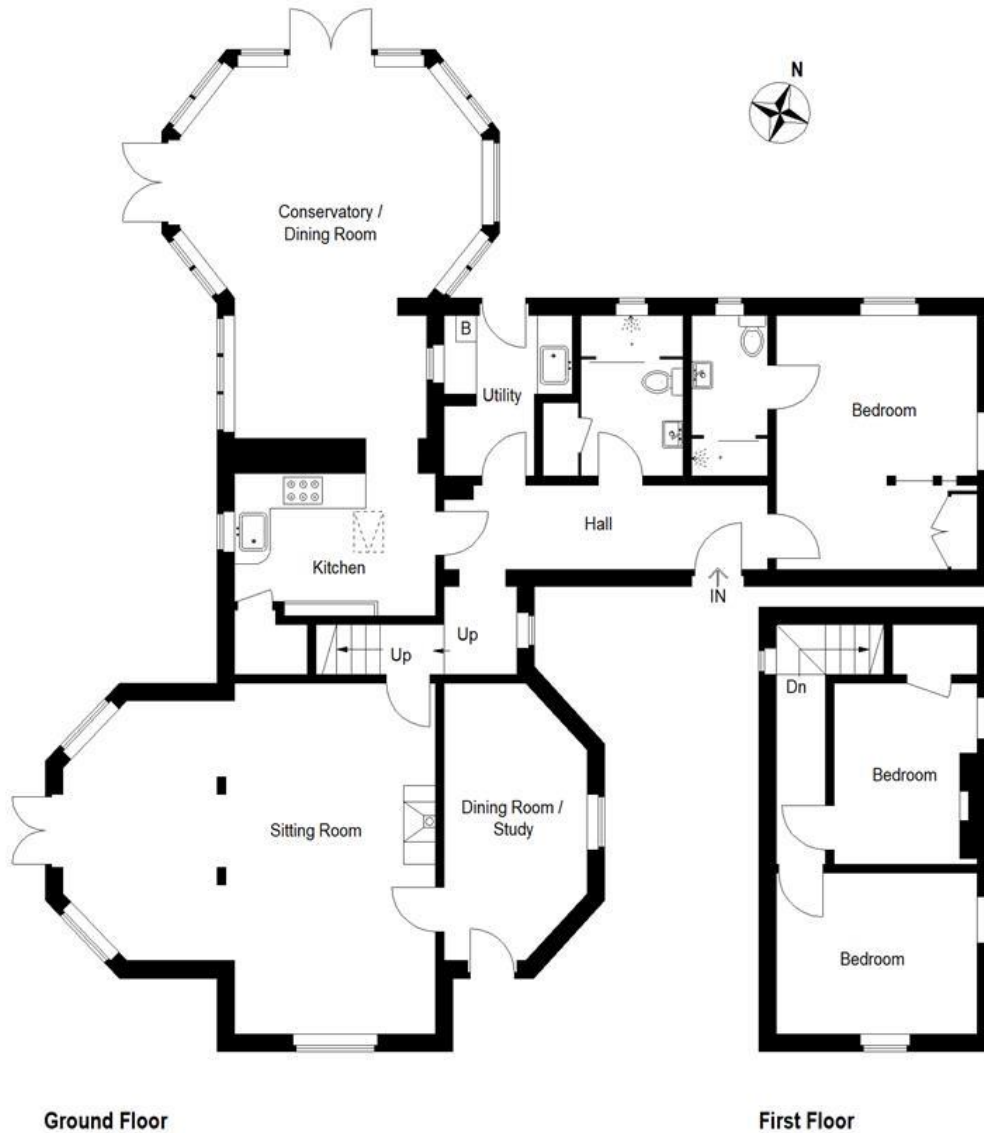 N
Conservatory /
Dining Room
B
Utility
Bedroom
Hall
Kitchen
IN
Up
Up
Dn
Bedroom
Sitting Room
Dining Room /
Study
Bedroom
Ground Floor
First Floor